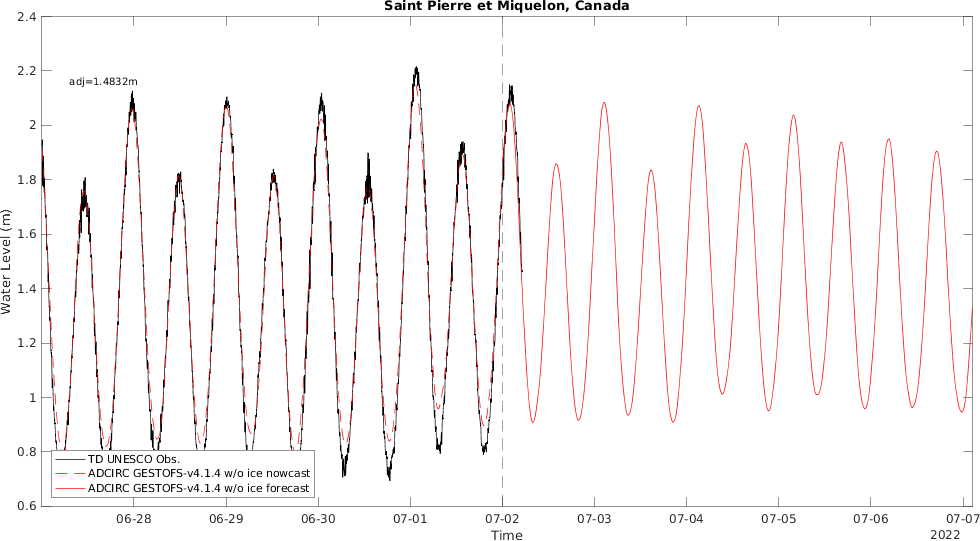 Saint Pierre et Miquelon, Canada
2.4
2.2
adj=1.4832m
2
1.8
1.6
1.4
1.2
1
0.8
0.6
Water Level (m)
TD UNESCO Obs.
ADCIRC GESTOFS-v4.1.4 w/o ice nowcast
ADCIRC GESTOFS-v4.1.4 w/o ice forecast
06-28 06-29 06-30 07-01 07-02 07-03 07-04 07-05 07-06 07-07
Time 2022